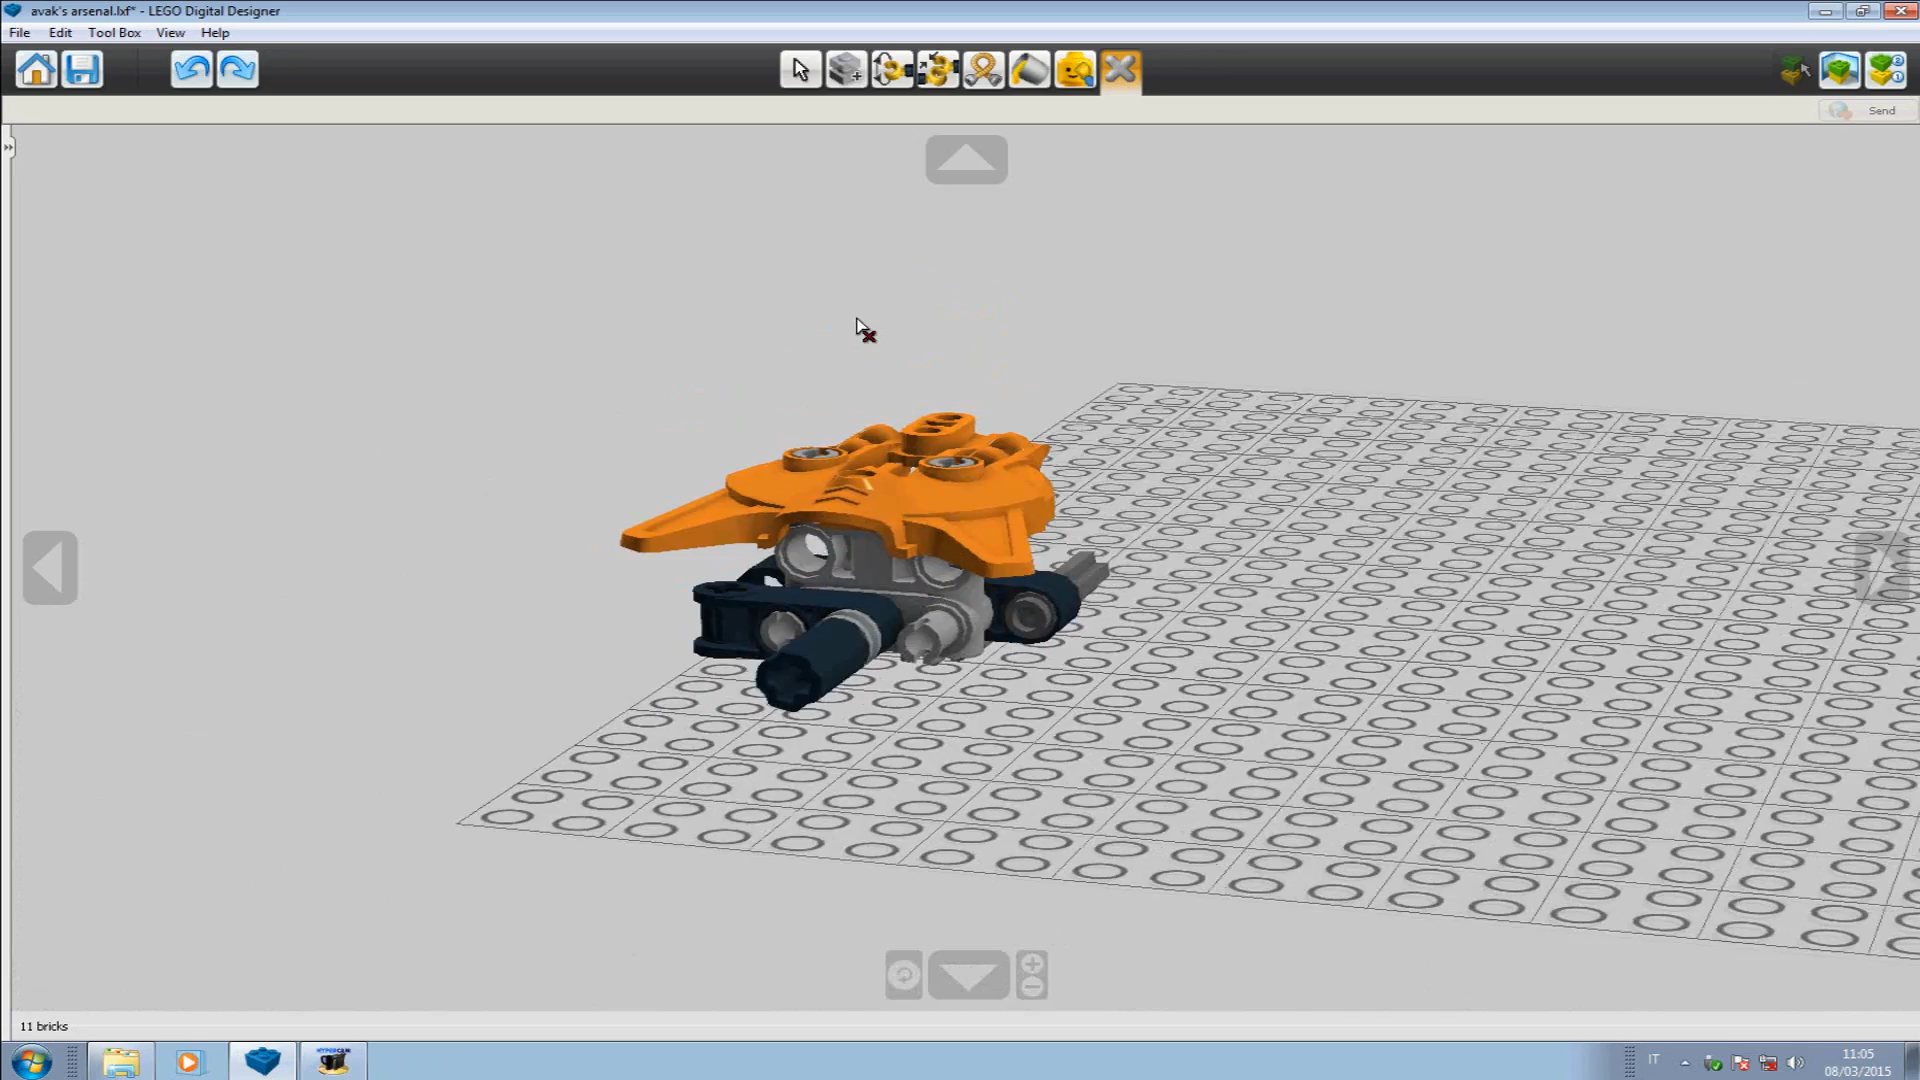 avak's arsenal.lxf* - LEGO Digital Designer
File Edit Tool Box View Help
Send
11 bricks
HYPERCAM
IT
11:05
08/03/2015